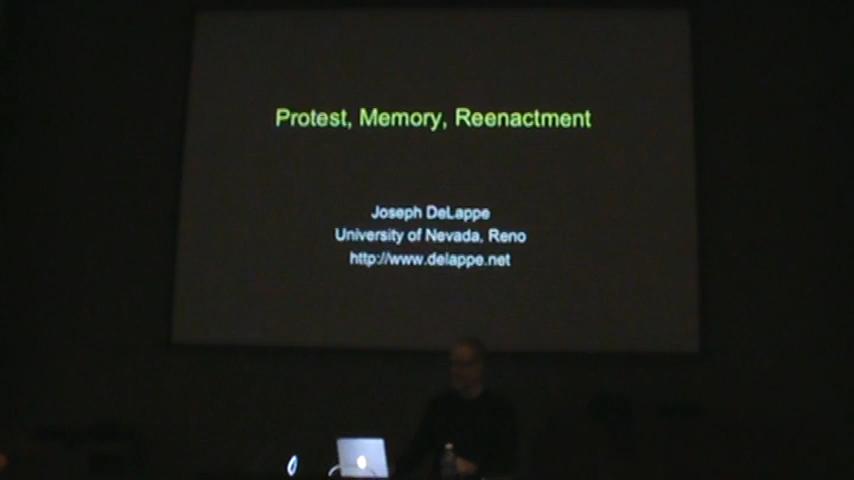 Protest, Memory, Reenactment
Joseph DeLappe
University of Nevada, Reno
http://www.delappe.net